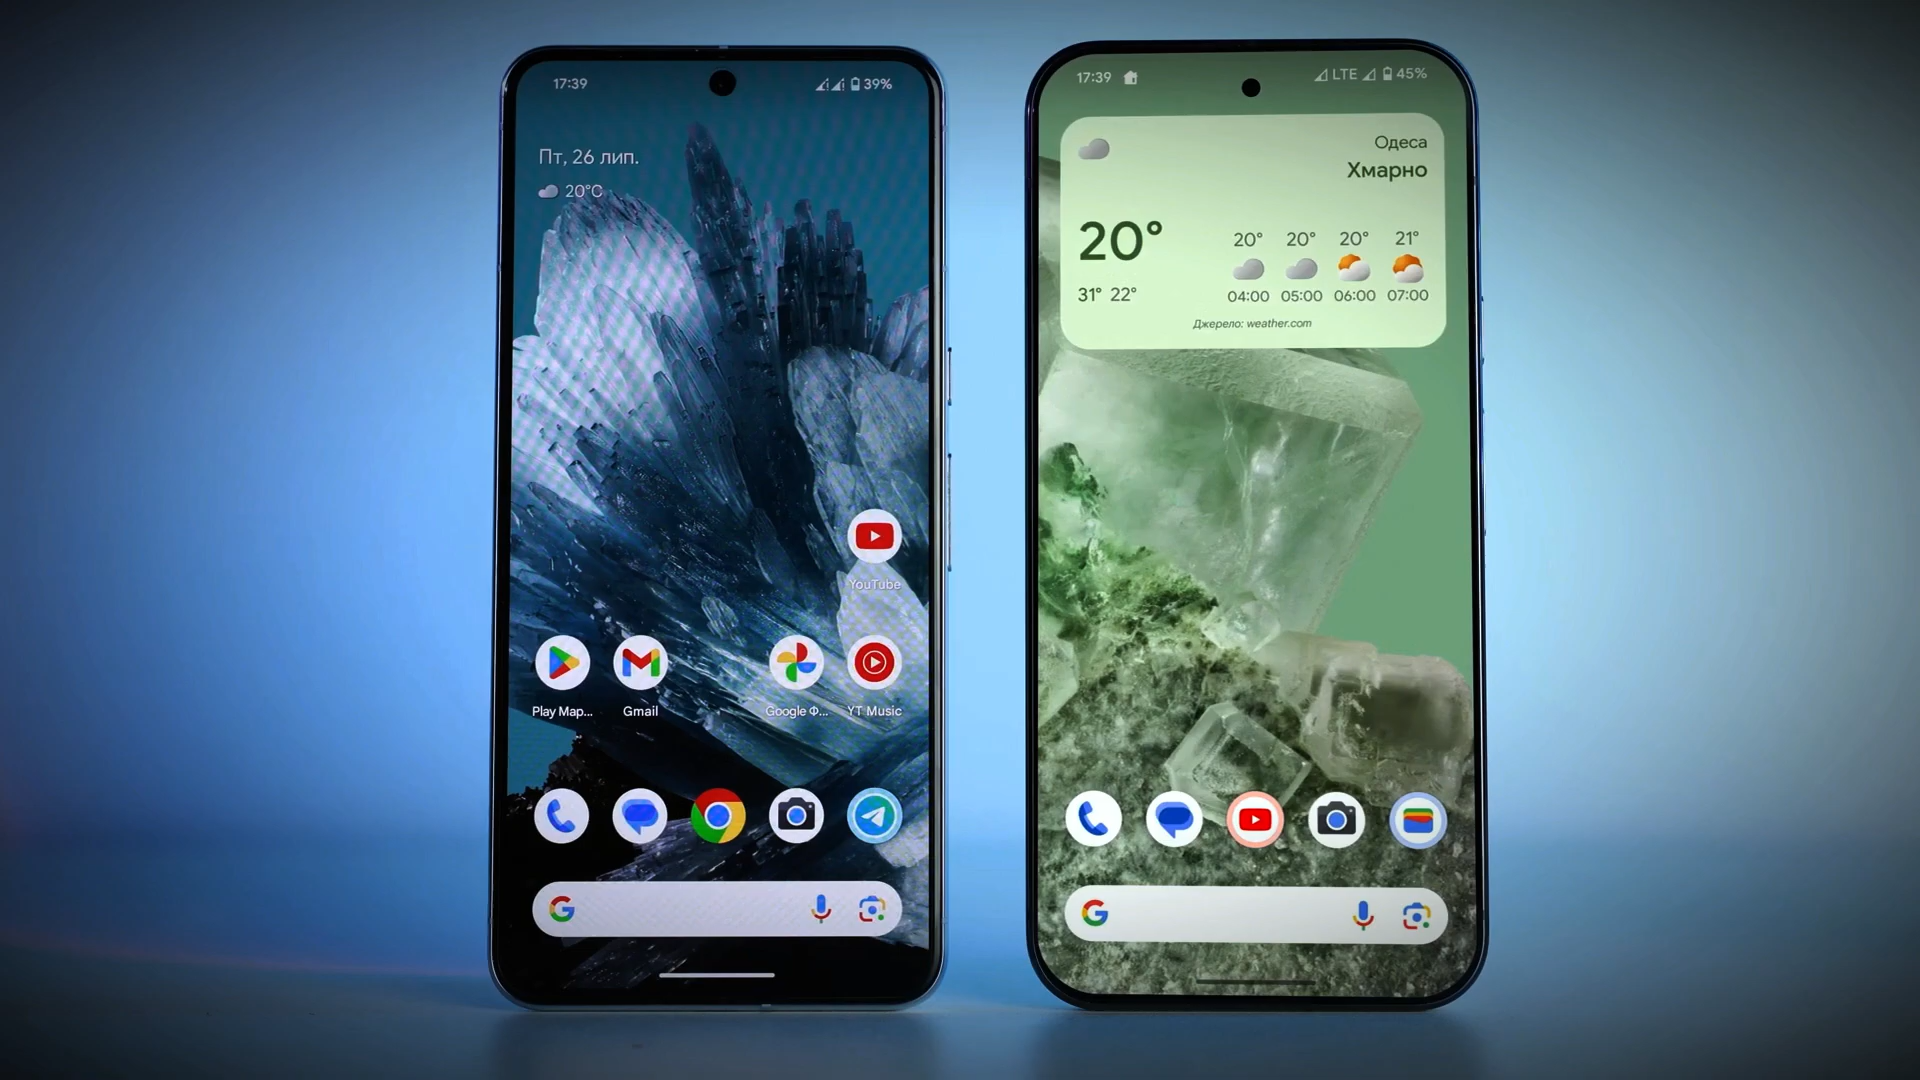 17:39
39%
Пт, 26 лип.
20°C
YouTube
Play Мар...
Gmail
Google Ф...
YT Music
17:39
LTE
45%
Одеса
Хмарно
20°
31° 22°
20° 20° 20° 21°
04:00 05:00 06:00 07:00
Джерело: weather.com